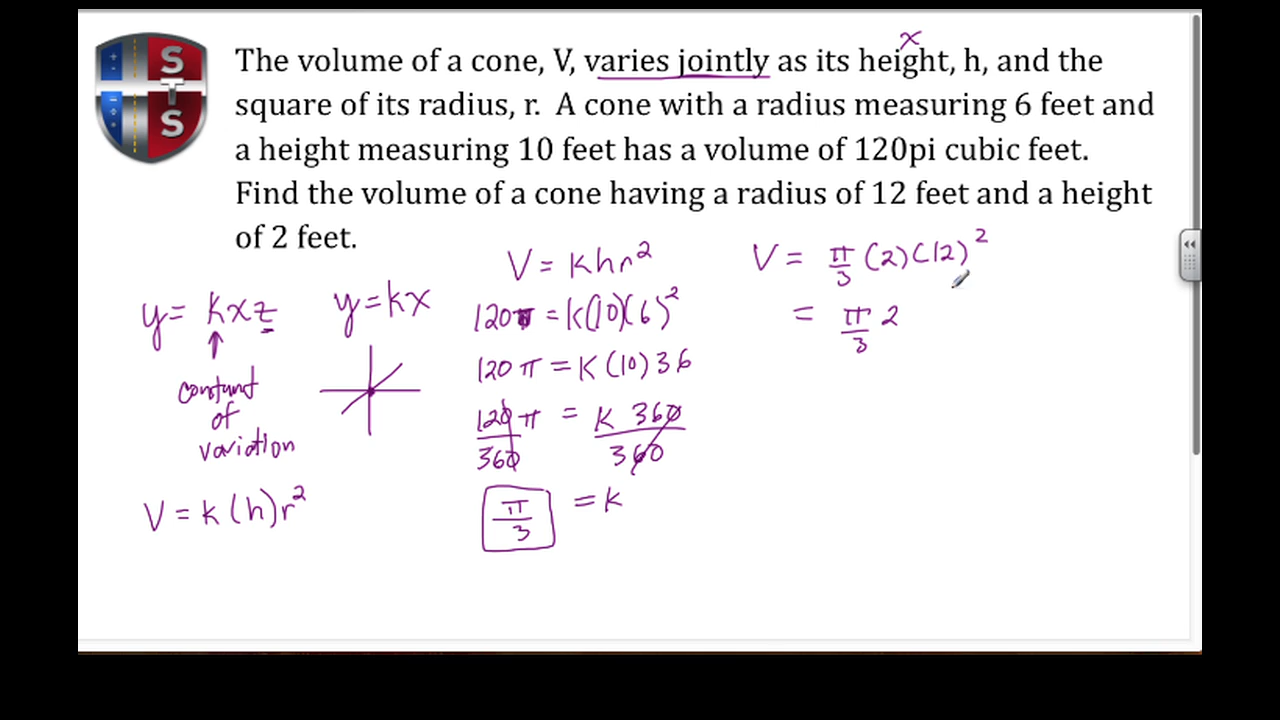 S
T
S
The volume of a cone, V, varies jointly as its height, h, and the
x
square of its radius, r. A cone with a radius measuring 6 feet and
a height measuring 10 feet has a volume of 120pi cubic feet.
Find the volume of a cone having a radius of 12 feet and a height
of 2 feet.
y = kxz
constant
of
variation
V = k(h)r²
y = kx
V = Khr²
120π = k(10)(6)²
120π = K(10)36
120π/360 = K 360/360
π/3 = K
V = π/3 (2)(12)²
= π/3 2